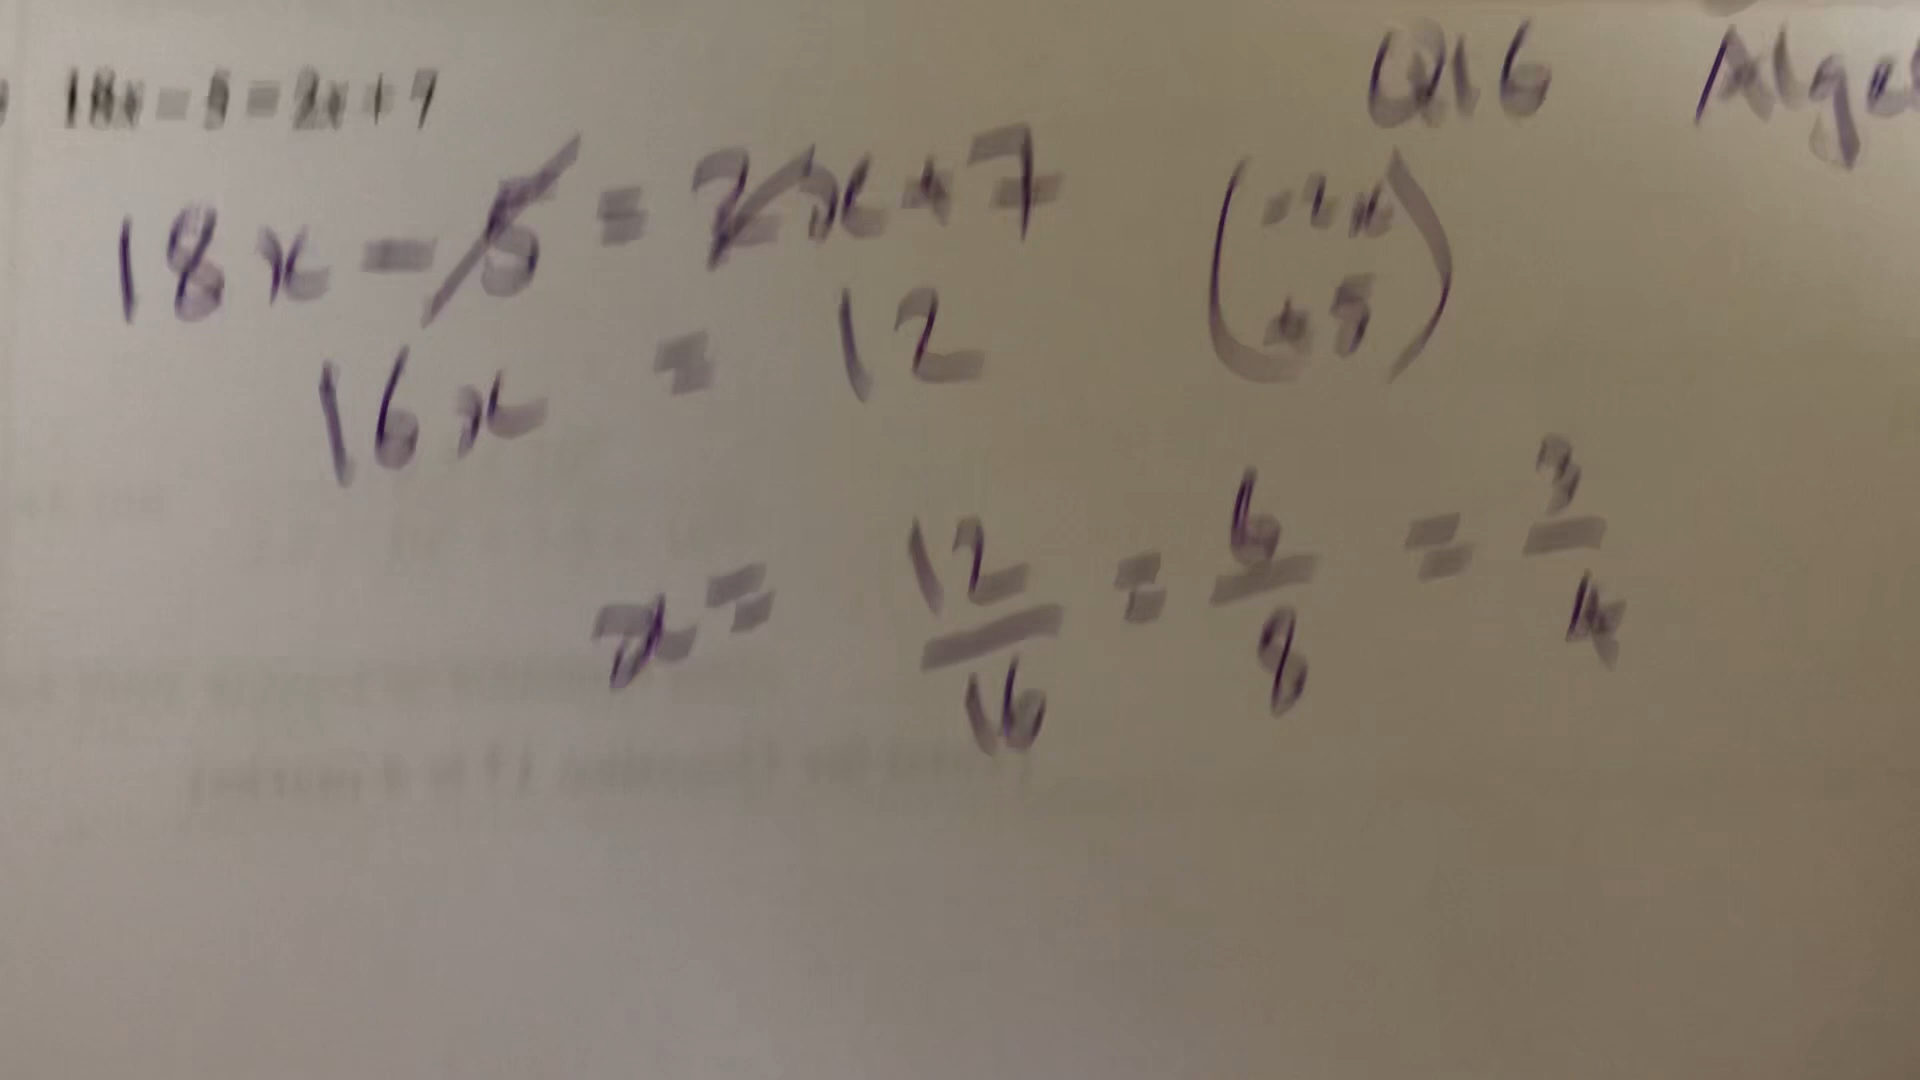 18x - 5 = 2x + 7
Q16 Alge
18x - 5 = 2x + 7 (-2x
+5)
16x = 12
x = 12/16 = 6/8 = 3/4